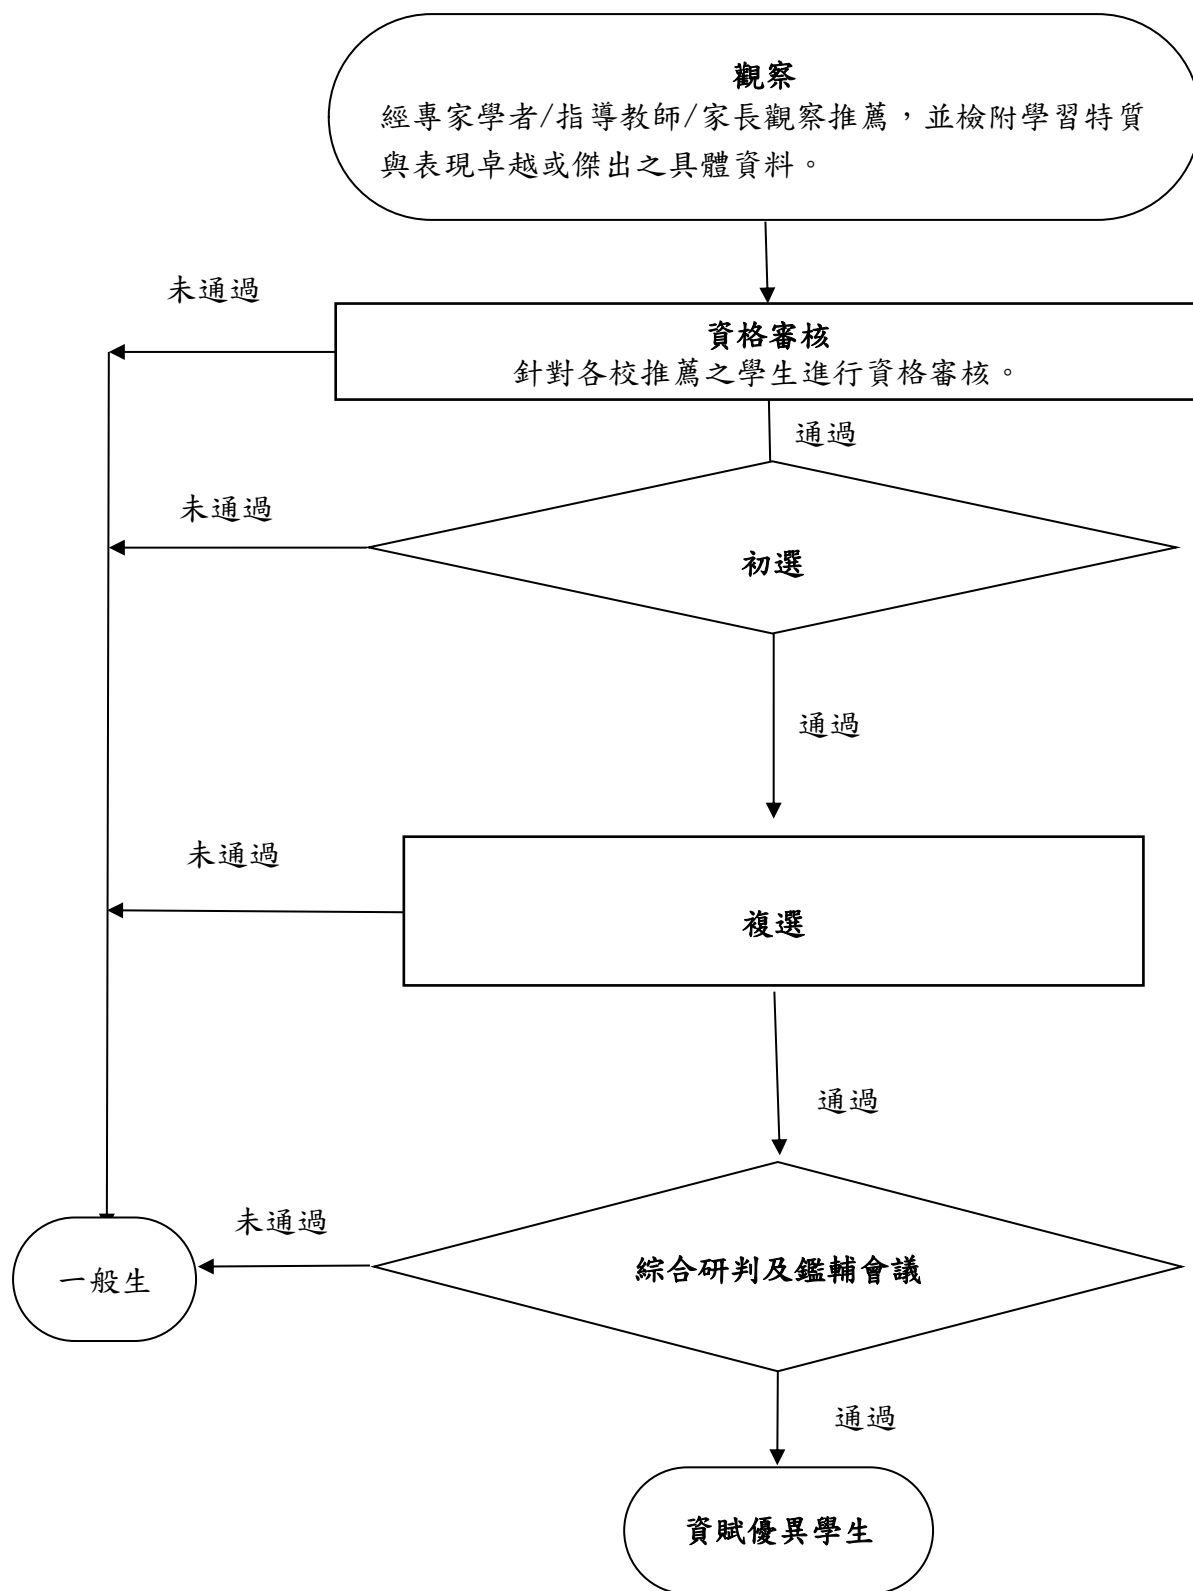 觀察
經專家學者/指導教師/家長觀察推薦，並檢附學習特質
與表現卓越或傑出之具體資料。
未通過
資格審核
針對各校推薦之學生進行資格審核。
通過
未通過
初選
通過
未通過
複選
通過
未通過
一般生
綜合研判及鑑輔會議
通過
資賦優異學生